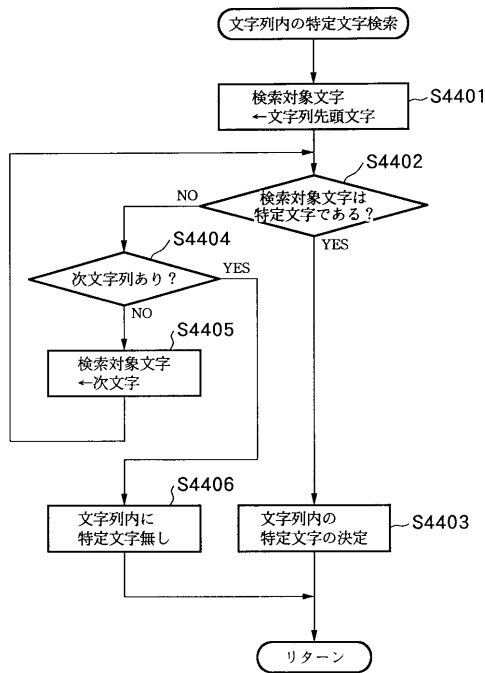 文字列内の特定文字検索
検索対象文字
←文字列先頭文字
S4401
S4402
検索対象文字は
特定文字である？
NO
YES
S4404
次文字列あり？
YES
NO
S4405
検索対象文字
←次文字
S4406
文字列内に
特定文字無し
文字列内の
特定文字の決定
S4403
リターン